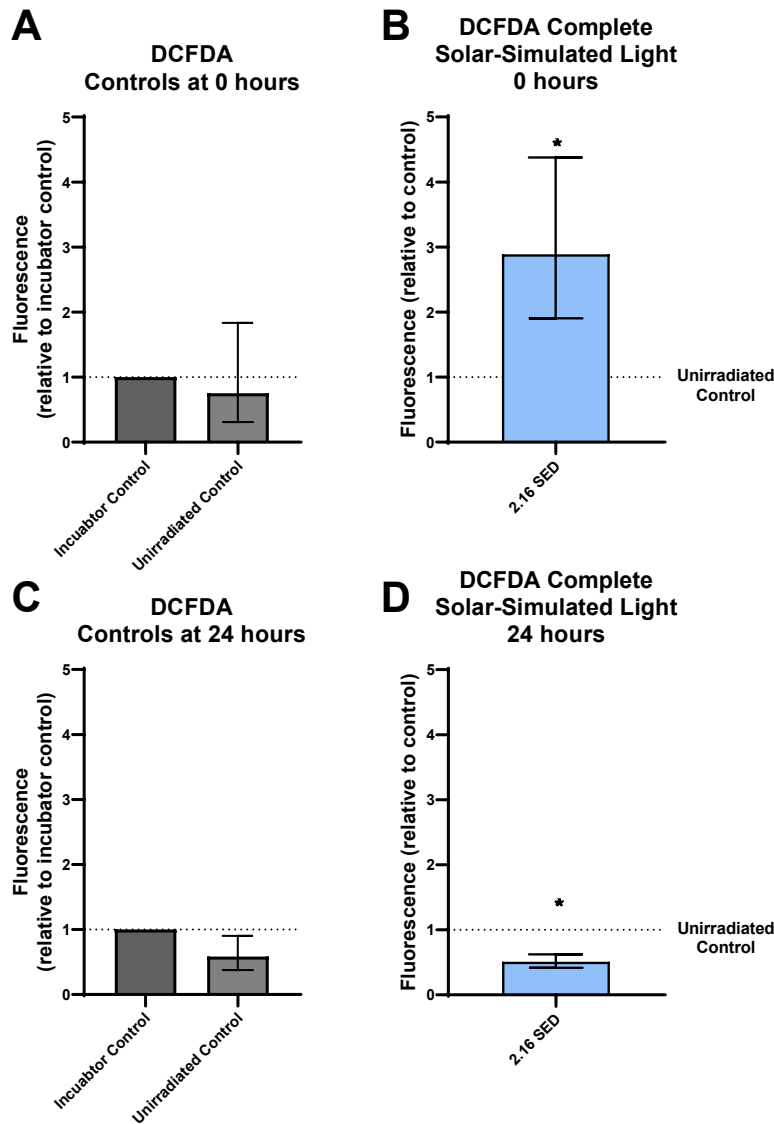 A
DCFDA
Controls at 0 hours
Fluorescence
(relative to incubator control)
5
4
3
2
1
0
Incuabtor Control
Unirradiated Control
B
DCFDA Complete
Solar-Simulated Light
0 hours
Fluorescence (relative to control)
5
4
3
2
1
0
*
Unirradiated
Control
2.16 SED
C
DCFDA
Controls at 24 hours
Fluorescence
(relative to incubator control)
5
4
3
2
1
0
Incuabtor Control
Unirradiated Control
D
DCFDA Complete
Solar-Simulated Light
24 hours
Fluorescence (relative to control)
5
4
3
2
1
0
*
Unirradiated
Control
2.16 SED